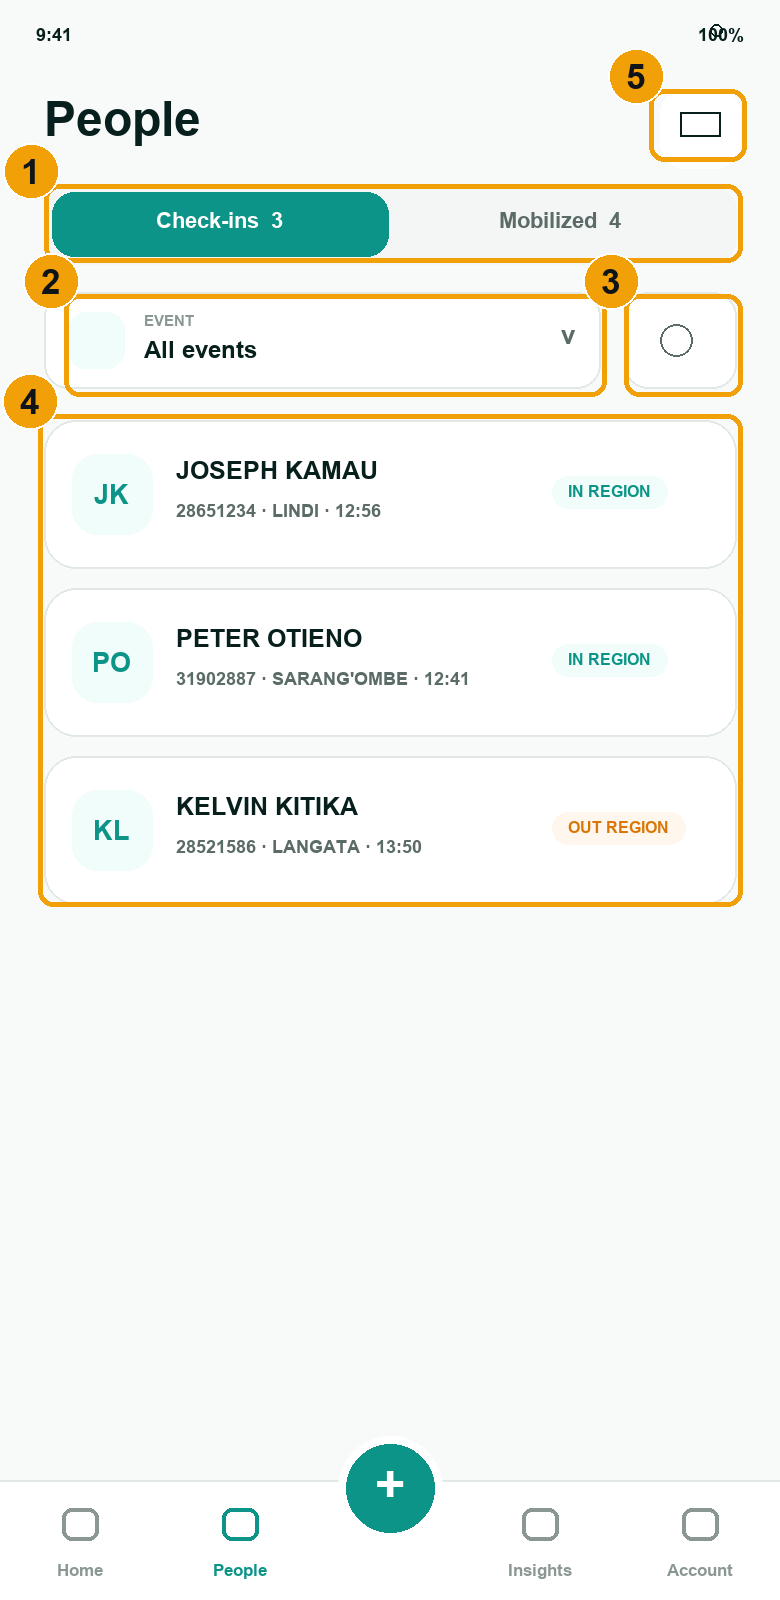 9:41
100%
5
People
1
Check-ins 3
Mobilized 4
2
3
EVENT
All events
v
4
JK
JOSEPH KAMAU
28651234 · LINDI · 12:56
IN REGION
PO
PETER OTIENO
31902887 · SARANG'OMBE · 12:41
IN REGION
KL
KELVIN KITIKA
28521586 · LANGATA · 13:50
OUT REGION
+
Home
People
Insights
Account